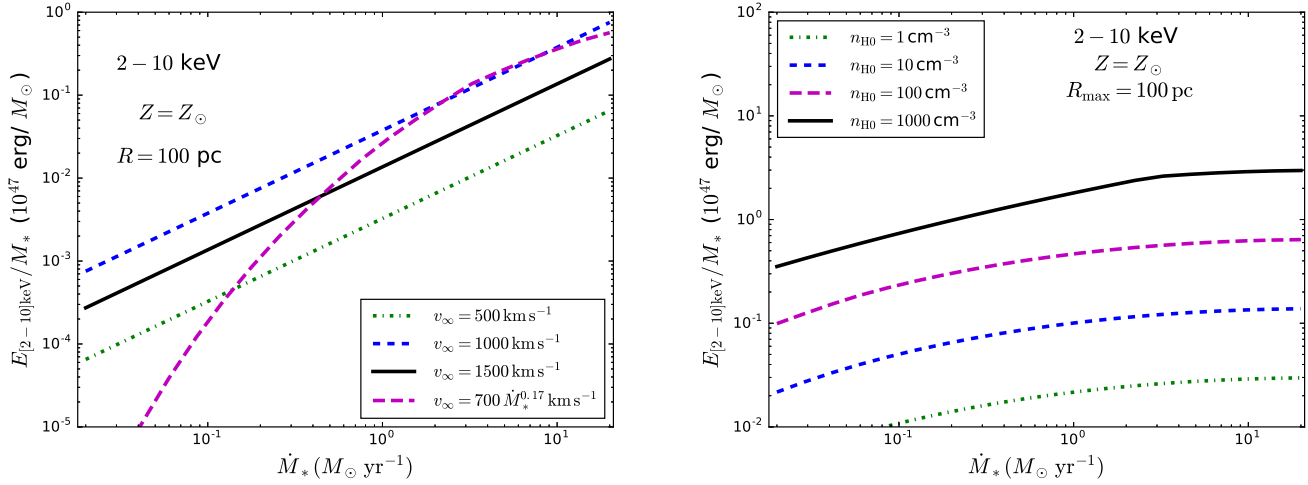 10^1
10^0
10^-1
10^-2
10^-3
10^-4
10^-5
E_[2−10]keV/M_* (10^47 erg/ M_☉)
2 − 10 keV
Z = Z_☉
R = 100 pc
v_∞ = 500 km s^−1
v_∞ = 1000 km s^−1
v_∞ = 1500 km s^−1
v_∞ = 700 Ṁ_*^0.17 km s^−1
10^-1
10^0
10^1
Ṁ_* (M_☉ yr^−1)
10^2
10^1
10^0
10^-1
10^-2
E_[2−10]keV/M_* (10^47 erg/ M_☉)
n_H0 = 1 cm^−3
n_H0 = 10 cm^−3
n_H0 = 100 cm^−3
n_H0 = 1000 cm^−3
2 − 10 keV
Z = Z_☉
R_max = 100 pc
10^-1
10^0
10^1
Ṁ_* (M_☉ yr^−1)